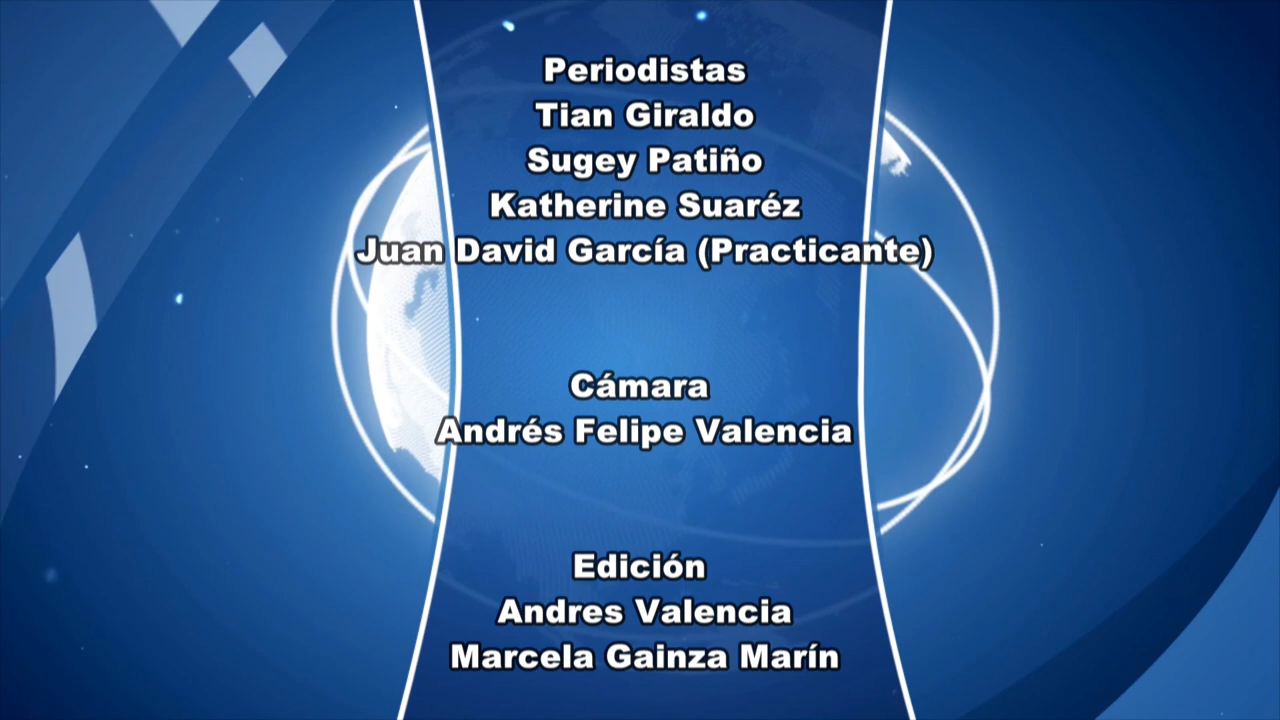 Periodistas
Tian Giraldo
Sugey Patiño
Katherine Suaréz
Juan David García (Practicante)
Cámara
Andrés Felipe Valencia
Edición
Andres Valencia
Marcela Gainza Marín